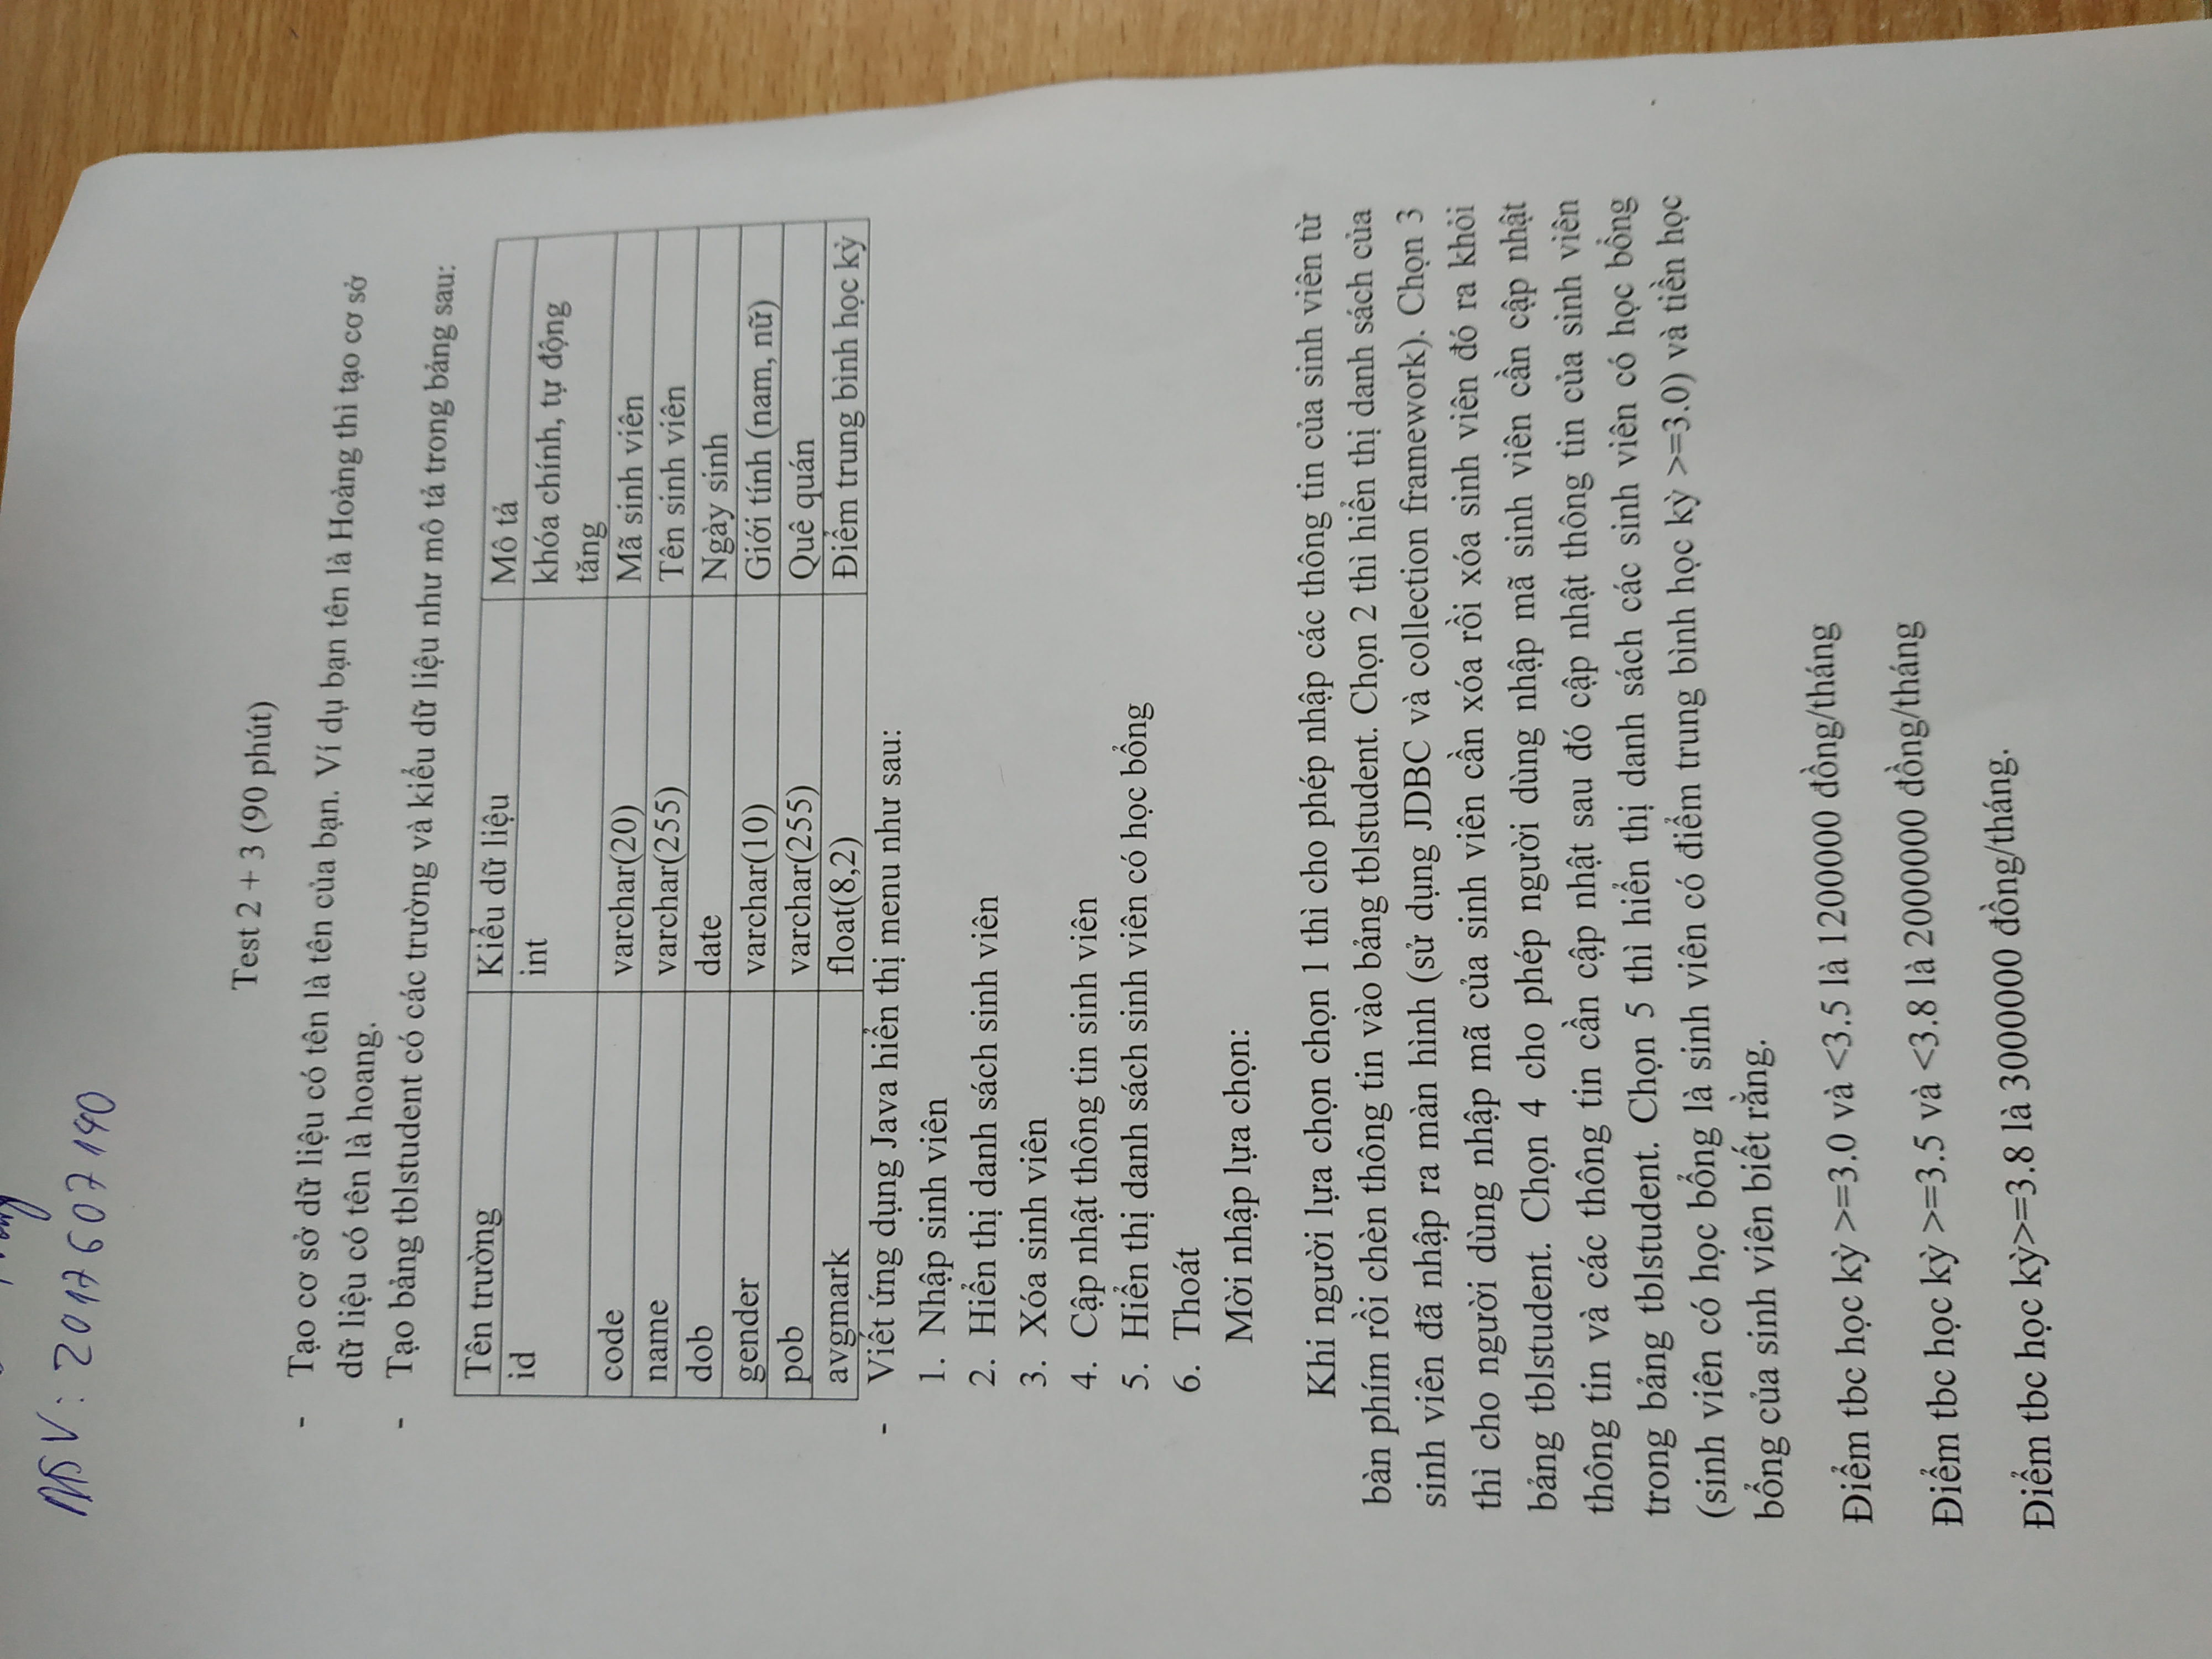 MSV: 2017607140
Test 2 + 3 (90 phút)
- Tạo cơ sở dữ liệu có tên là tên của bạn. Ví dụ bạn tên là Hoàng thì tạo cơ sở
dữ liệu có tên là hoang.
- Tạo bảng tblstudent có các trường và kiểu dữ liệu như mô tả trong bảng sau:
Tên trường Kiểu dữ liệu Mô tả
id int khóa chính, tự động
tăng
code varchar(20) Mã sinh viên
name varchar(255) Tên sinh viên
dob date Ngày sinh
gender varchar(10) Giới tính (nam, nữ)
pob varchar(255) Quê quán
avgmark float(8,2) Điểm trung bình học kỳ
- Viết ứng dụng Java hiển thị menu như sau:
1. Nhập sinh viên
2. Hiển thị danh sách sinh viên
3. Xóa sinh viên
4. Cập nhật thông tin sinh viên
5. Hiển thị danh sách sinh viên có học bổng
6. Thoát
Mời nhập lựa chọn:
Khi người lựa chọn chọn 1 thì cho phép nhập các thông tin của sinh viên từ
bàn phím rồi chèn thông tin vào bảng tblstudent. Chọn 2 thì hiển thị danh sách của
sinh viên đã nhập ra màn hình (sử dụng JDBC và collection framework). Chọn 3
thì cho người dùng nhập mã của sinh viên cần xóa rồi xóa sinh viên đó ra khỏi
bảng tblstudent. Chọn 4 cho phép người dùng nhập mã sinh viên cần cập nhật
thông tin và các thông tin cần cập nhật sau đó cập nhật thông tin của sinh viên
trong bảng tblstudent. Chọn 5 thì hiển thị danh sách các sinh viên có học bổng
(sinh viên có học bổng là sinh viên có điểm trung bình học kỳ >=3.0) và tiền học
bổng của sinh viên biết rằng.
Điểm tbc học kỳ >=3.0 và <3.5 là 1200000 đồng/tháng
Điểm tbc học kỳ >=3.5 và <3.8 là 2000000 đồng/tháng
Điểm tbc học kỳ>=3.8 là 3000000 đồng/tháng.